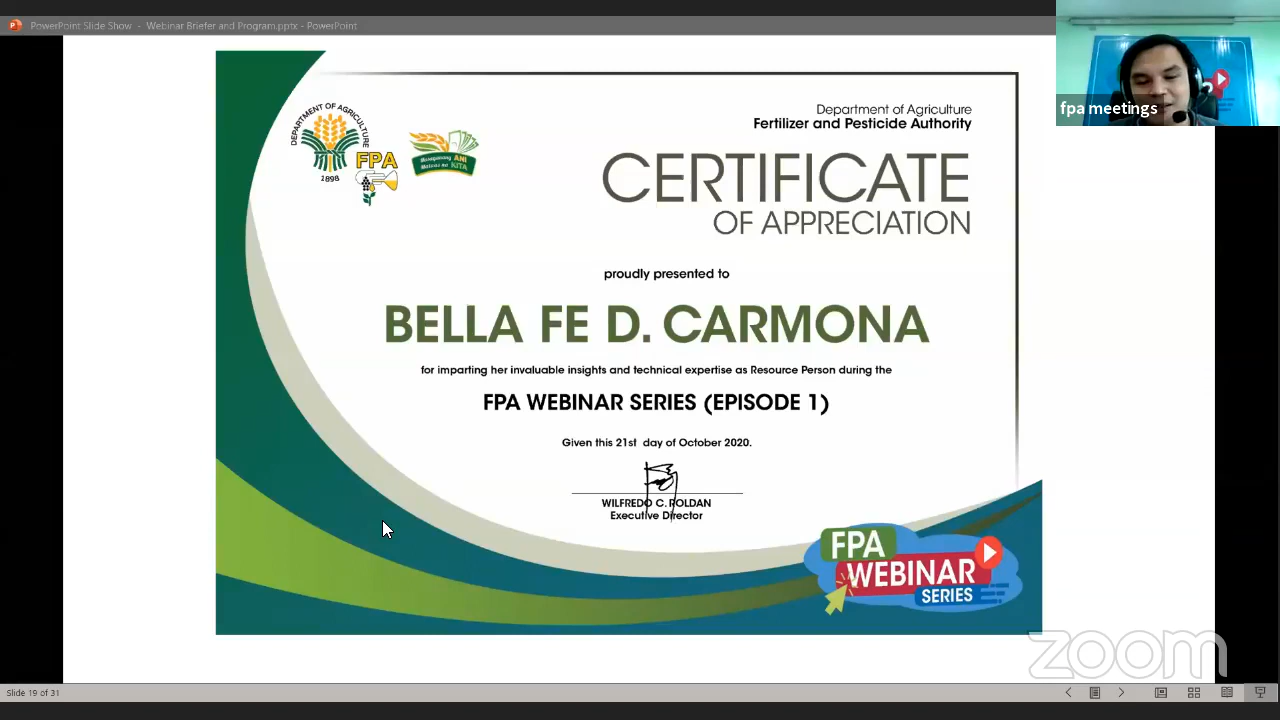 PowerPoint Slide Show - Webinar Briefer and Program.pptx - PowerPoint
fpa meetings
DEPARTMENT OF AGRICULTURE
1898
FPA
Masaganang ANI
Mataas na KITA
Department of Agriculture
Fertilizer and Pesticide Authority
CERTIFICATE
OF APPRECIATION
proudly presented to
BELLA FE D. CARMONA
for imparting her invaluable insights and technical expertise as Resource Person during the
FPA WEBINAR SERIES (EPISODE 1)
Given this 21st day of October 2020.
WILFREDO C. ROLDAN
Executive Director
FPA
WEBINAR
SERIES
zoom
Slide 19 of 31